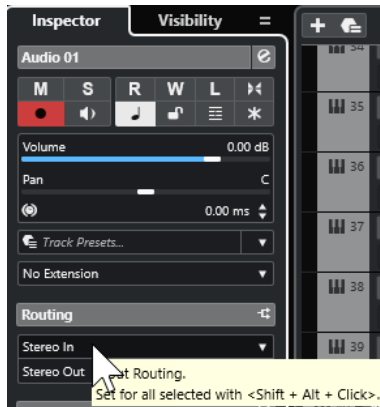 Inspector
Visibility
Audio 01
M S R W L
Volume 0.00 dB
Pan C
0.00 ms
Track Presets...
No Extension
Routing
Stereo In
Stereo Out
Routing.
Set for all selected with <Shift + Alt + Click>.
34
35
36
37
38
39